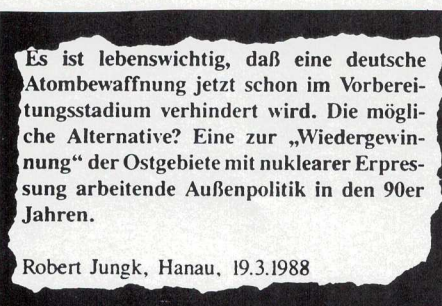 Es ist lebenswichtig, daß eine deutsche
Atombewaffnung jetzt schon im Vorberei-
tungsstadium verhindert wird. Die mögli-
che Alternative? Eine zur „Wiedergewin-
nung“ der Ostgebiete mit nuklearer Erpres-
sung arbeitende Außenpolitik in den 90er
Jahren.
Robert Jungk, Hanau, 19.3.1988